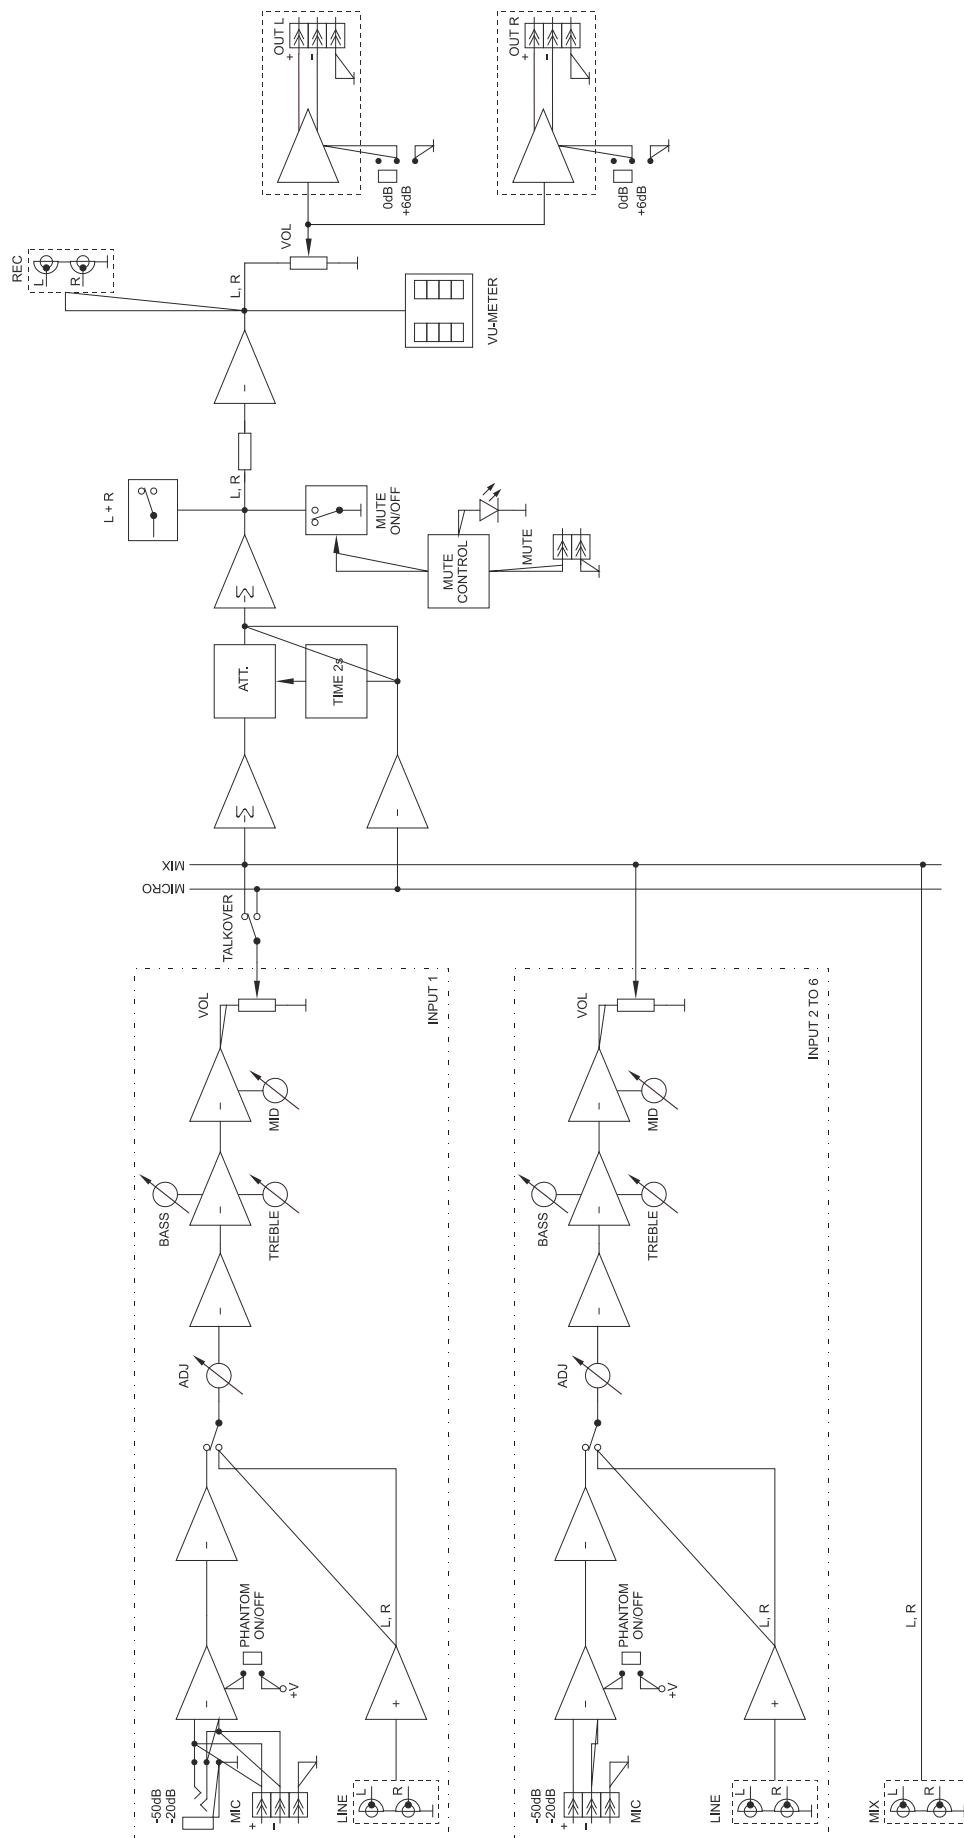 OUT L
+
-
0dB
+6dB
OUT R
+
-
0dB
+6dB
VOL
REC
L
R
L, R
VU-METER
L + R
L, R
MUTE
ON/OFF
MUTE
CONTROL
MUTE
Σ
ATT.
TIME 2s
Σ
MIX
MICRO
TALKOVER
VOL
INPUT 1
MID
BASS
TREBLE
ADJ
PHANTOM
ON/OFF
+V
L, R
-50dB
-20dB
MIC
+
-
LINE
L
R
VOL
INPUT 2 TO 6
MID
BASS
TREBLE
ADJ
PHANTOM
ON/OFF
+V
L, R
-50dB
-20dB
MIC
+
-
LINE
L
R
L, R
MIX
L
R